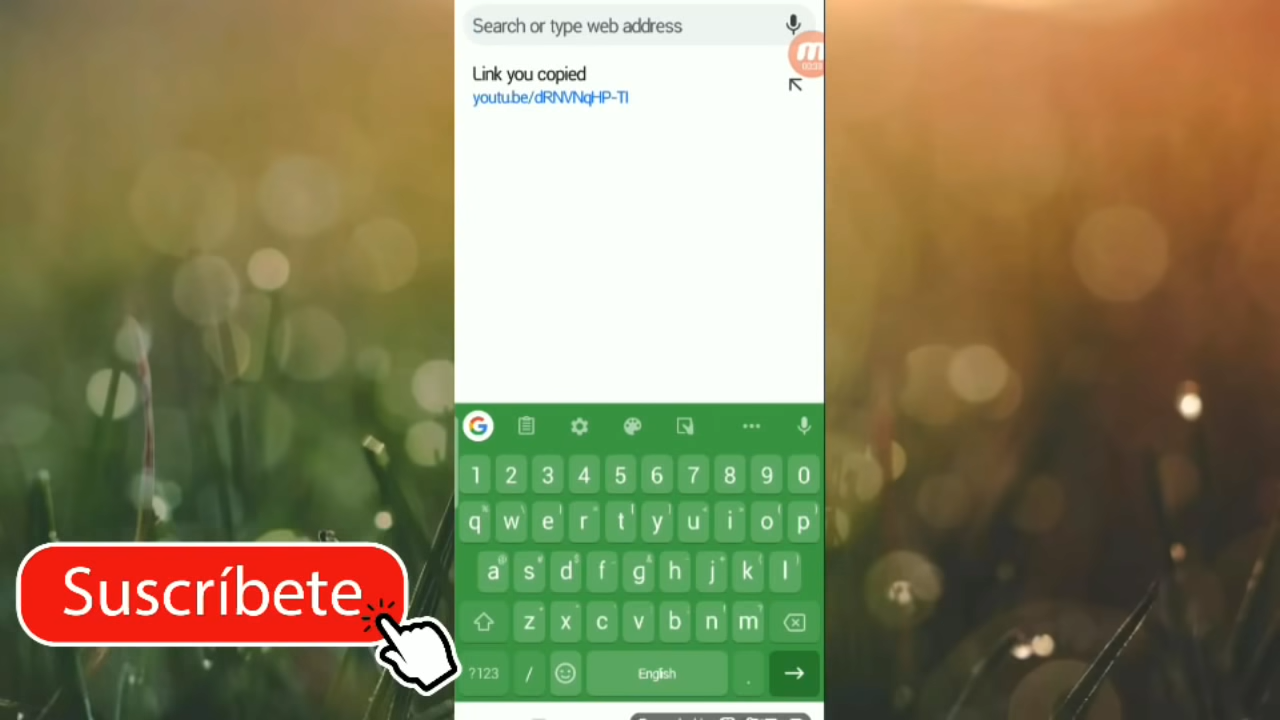 Search or type web address
Link you copied
youtu.be/dRNVNqHP-TI
1 2 3 4 5 6 7 8 9 0
q w e r t y u i o p
a s d f g h j k l
Suscríbete
z x c v b n m
?123 / English .